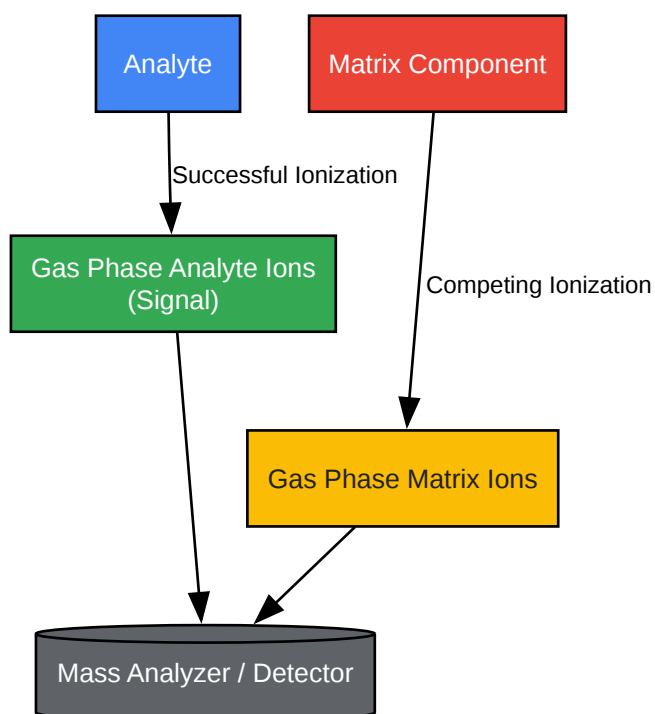 Analyte
Matrix Component
Successful Ionization
Gas Phase Analyte Ions
(Signal)
Competing Ionization
Gas Phase Matrix Ions
Mass Analyzer / Detector